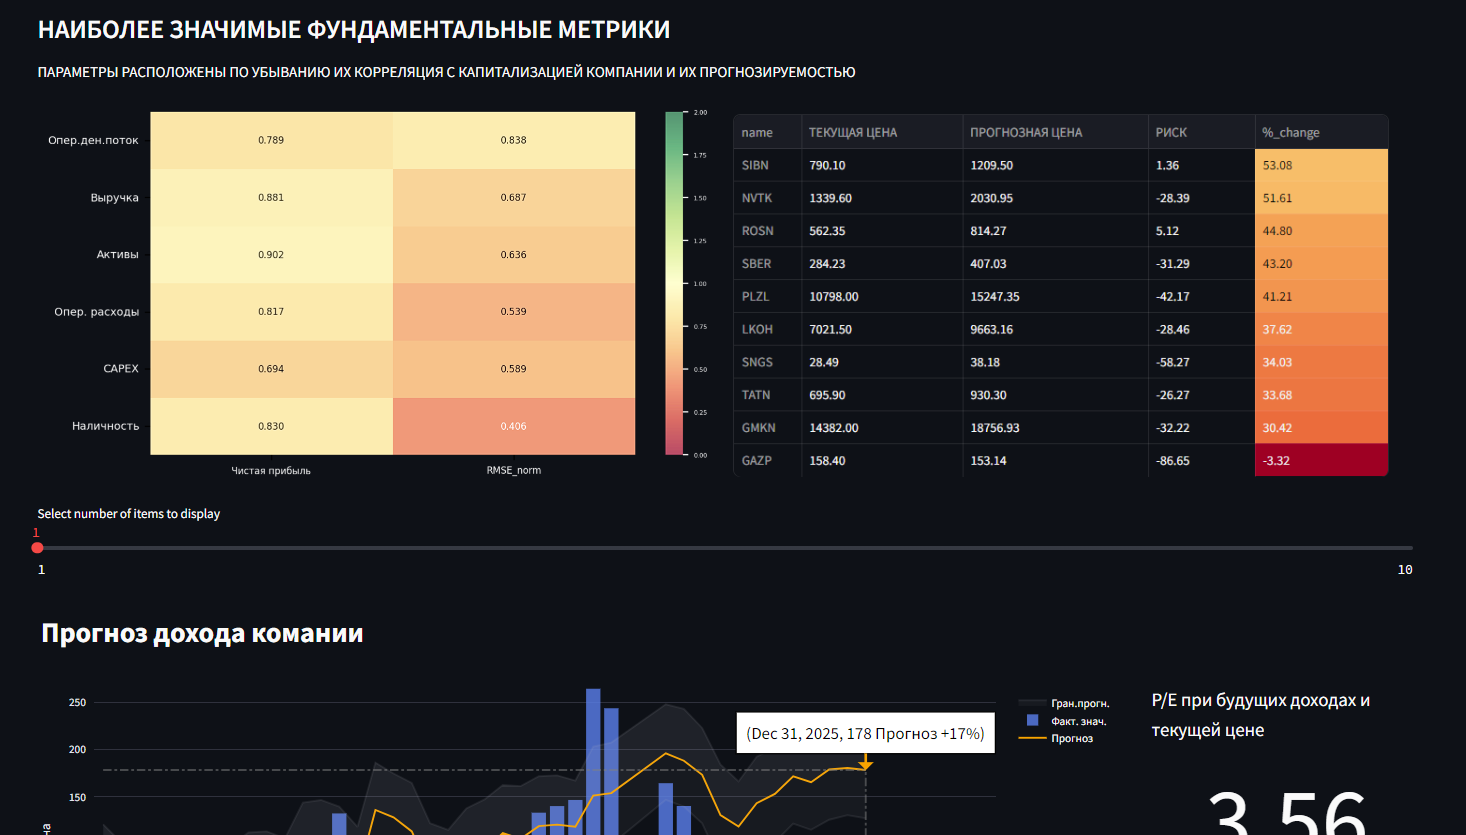 НАИБОЛЕЕ ЗНАЧИМЫЕ ФУНДАМЕНТАЛЬНЫЕ МЕТРИКИ
ПАРАМЕТРЫ РАСПОЛОЖЕНЫ ПО УБЫВАНИЮ ИХ КОРРЕЛЯЦИЯ С КАПИТАЛИЗАЦИЕЙ КОМПАНИИ И ИХ ПРОГНОЗИРУЕМОСТЬЮ
Опер.ден.поток 0.789 0.838
Выручка 0.881 0.687
Активы 0.902 0.636
Опер. расходы 0.817 0.539
CAPEX 0.694 0.589
Наличность 0.830 0.406
Чистая прибыль RMSE_norm
2.00
1.75
1.50
1.25
1.00
0.75
0.50
0.25
0.00
name ТЕКУЩАЯ ЦЕНА ПРОГНОЗНАЯ ЦЕНА РИСК %_change
SIBN 790.10 1209.50 1.36 53.08
NVTK 1339.60 2030.95 -28.39 51.61
ROSN 562.35 814.27 5.12 44.80
SBER 284.23 407.03 -31.29 43.20
PLZL 10798.00 15247.35 -42.17 41.21
LKOH 7021.50 9663.16 -28.46 37.62
SNGS 28.49 38.18 -58.27 34.03
TATN 695.90 930.30 -26.27 33.68
GMKN 14382.00 18756.93 -32.22 30.42
GAZP 158.40 153.14 -86.65 -3.32
Select number of items to display
1
1 10
Прогноз дохода комании
250
200
150
(Dec 31, 2025, 178 Прогноз +17%)
Гран.прогн.
Факт. знач.
Прогноз
P/E при будущих доходах и
текущей цене
3.56